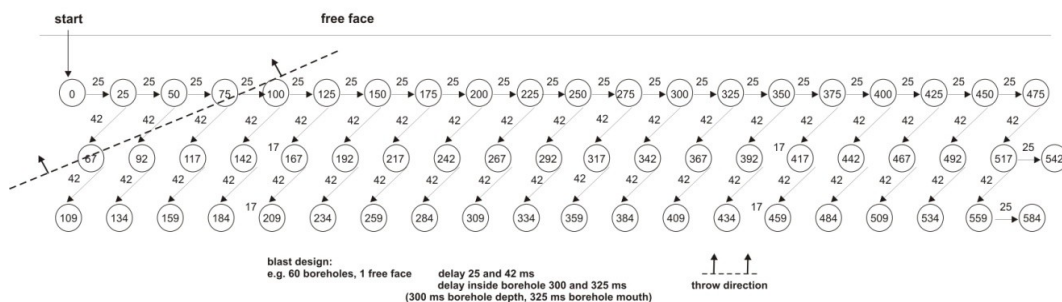 start free face
25 25 25 25 25 25 25 25 25 25 25 25 25 25 25 25 25 25 25
0 25 50 75 100 125 150 175 200 225 250 275 300 325 350 375 400 425 450 475
42 42 42 42 42 42 42 42 42 42 42 42 42 42 42 42 42 42 42
67 92 117 142 17 167 192 217 242 267 292 317 342 367 392 17 417 442 467 492 517 25 542
42 42 42 42 42 42 42 42 42 42 42 42 42 42 42 42 42 42 42
109 134 159 184 17 209 234 259 284 309 334 359 384 409 434 17 459 484 509 534 559 25 584
blast design:
e.g. 60 boreholes, 1 free face delay 25 and 42 ms
delay inside borehole 300 and 325 ms
(300 ms borehole depth, 325 ms borehole mouth)
throw direction